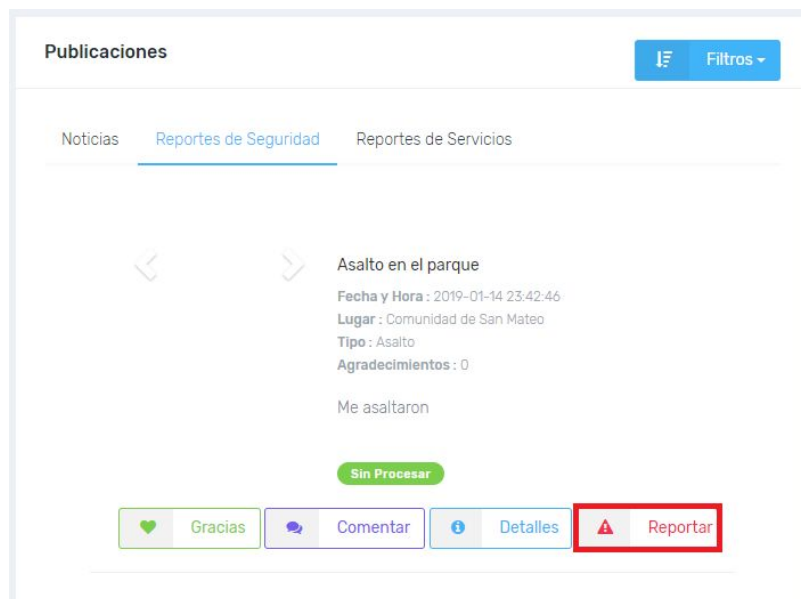 Publicaciones
Filtros
Noticias Reportes de Seguridad Reportes de Servicios
Asalto en el parque
Fecha y Hora : 2019-01-14 23:42:46
Lugar : Comunidad de San Mateo
Tipo : Asalto
Agradecimientos : 0
Me asaltaron
Sin Procesar
Gracias Comentar Detalles Reportar